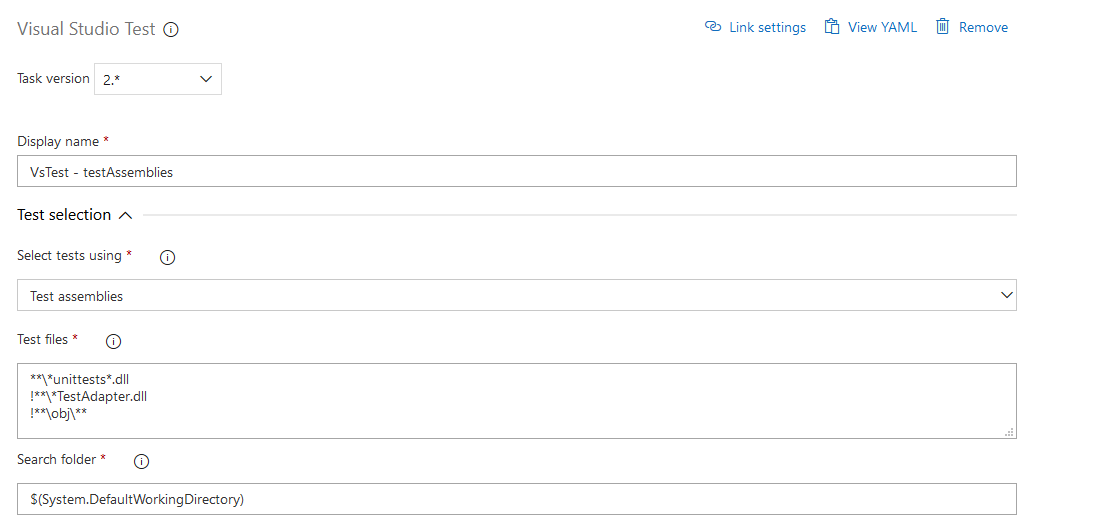 Visual Studio Test
Link settings
View YAML
Remove
Task version 2.*
Display name *
VsTest - testAssemblies
Test selection
Select tests using *
Test assemblies
Test files *
**\*unittests*.dll
!**\*TestAdapter.dll
!**\obj\**
Search folder *
$(System.DefaultWorkingDirectory)